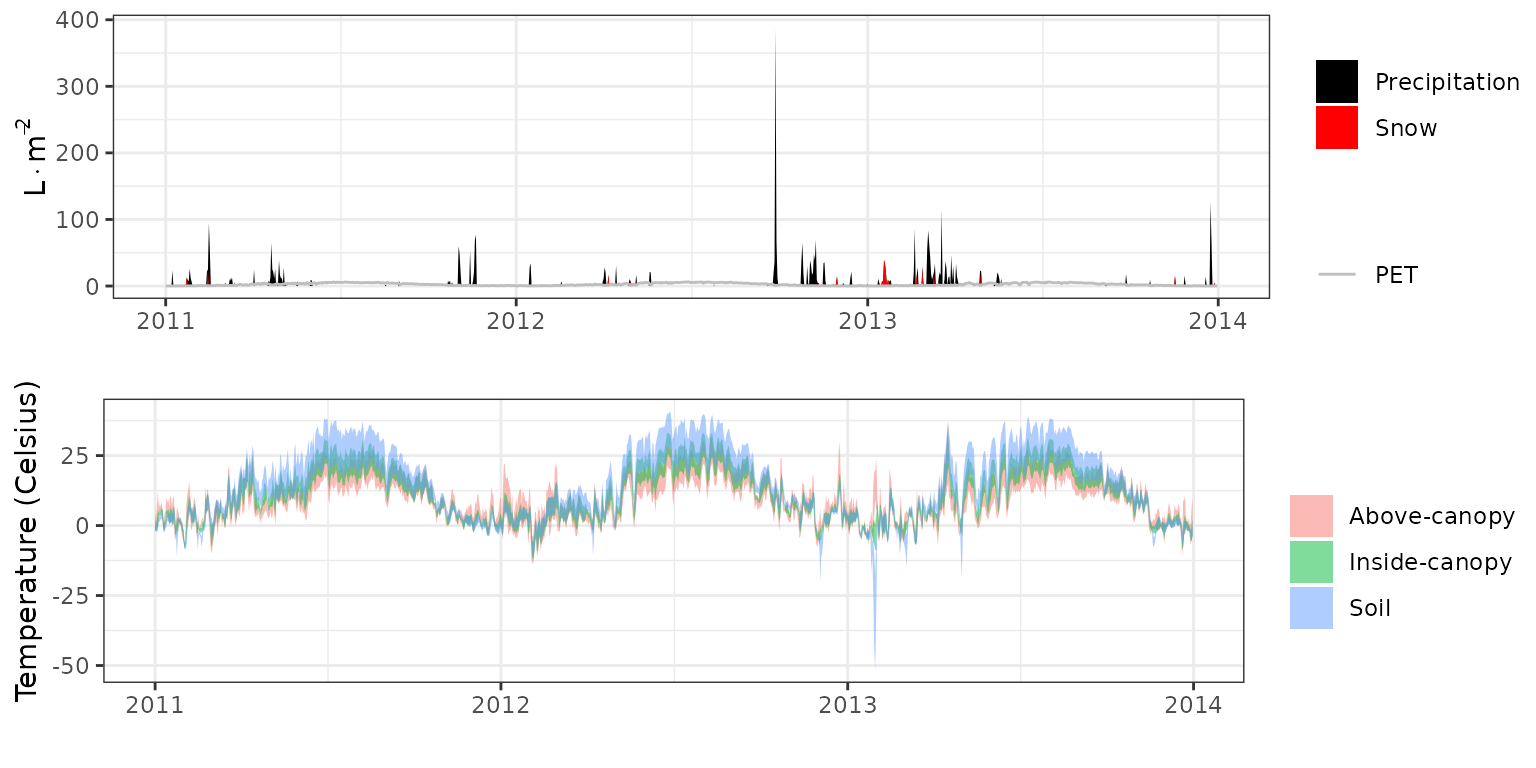 400
300
200
100
0
L · m⁻²
2011 2012 2013 2014
Precipitation
Snow
PET
25
0
-25
-50
Temperature (Celsius)
2011 2012 2013 2014
Above-canopy
Inside-canopy
Soil